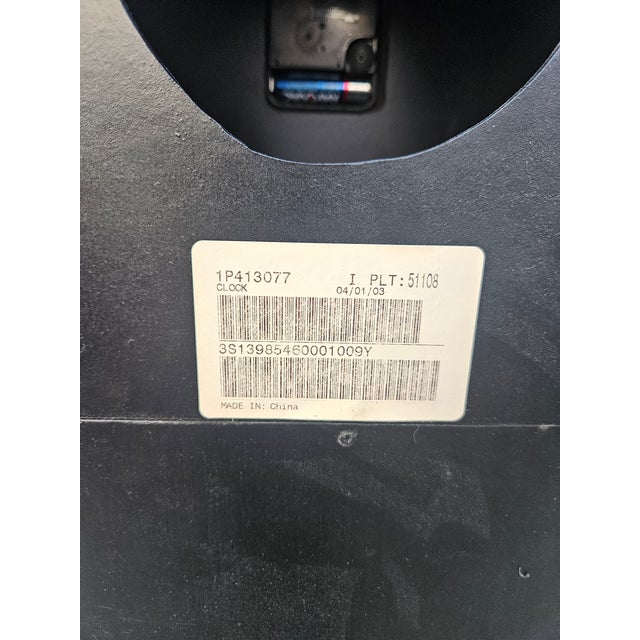 1P413077 I PLT:51108
CLOCK 04/01/03
3S13985460001009Y
MADE IN: China